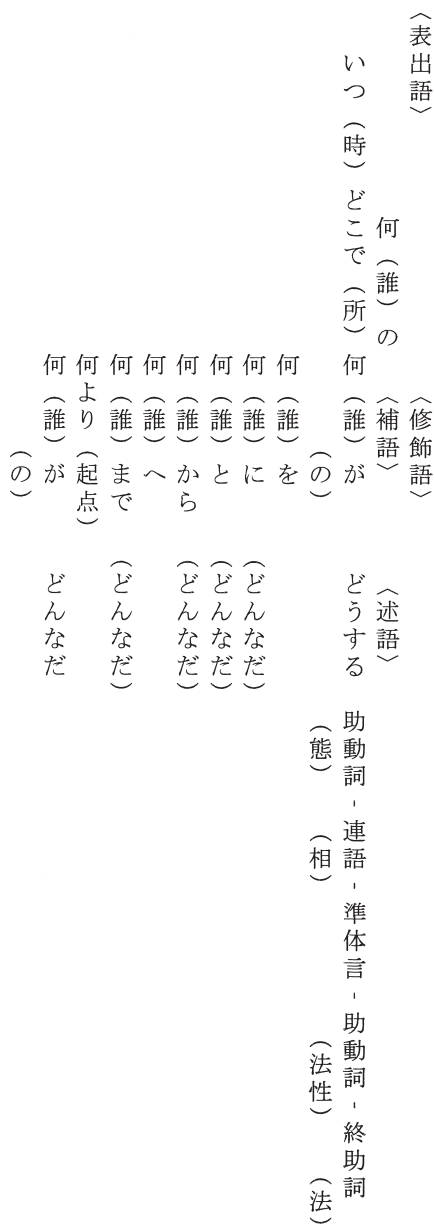 〈表出語〉　〈修飾語〉
何（誰）の　〈補語〉　〈述語〉
いつ（時）どこで（所）何（誰）が　どうする　助動詞-連語-準体言-助動詞-終助詞
（の）　（態）　（相）　（法性）　（法）
何（誰）を
何（誰）に　（どんなだ）
何（誰）と　（どんなだ）
何（誰）から　（どんなだ）
何（誰）へ
何（誰）まで　（どんなだ）
何より（起点）
何（誰）が　どんなだ
（の）